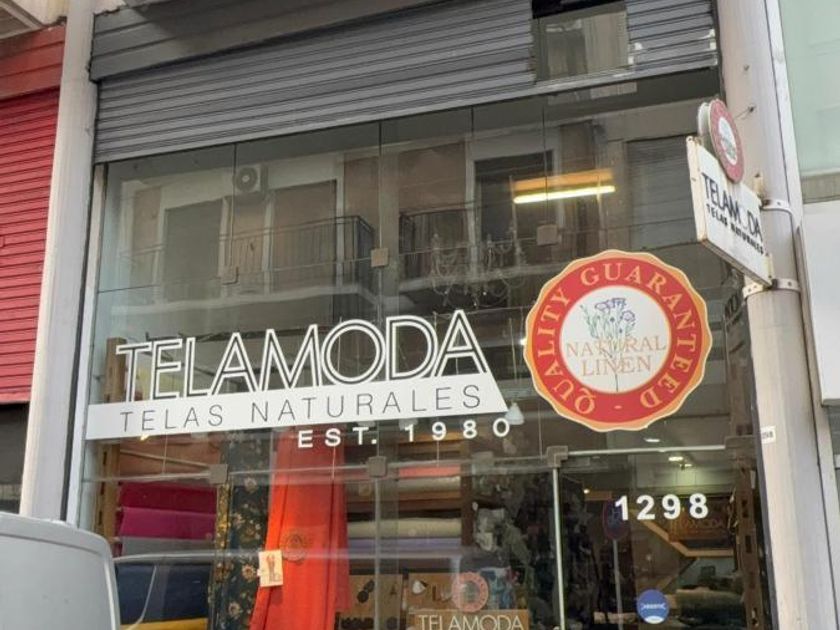 TELAMODA
TELAS NATURALES
TELAMODA
TELAS NATURALES
EST. 1980
QUALITY GUARANTEED -
NATURAL
LINEN
1298
TELAMODA
TELAMODA